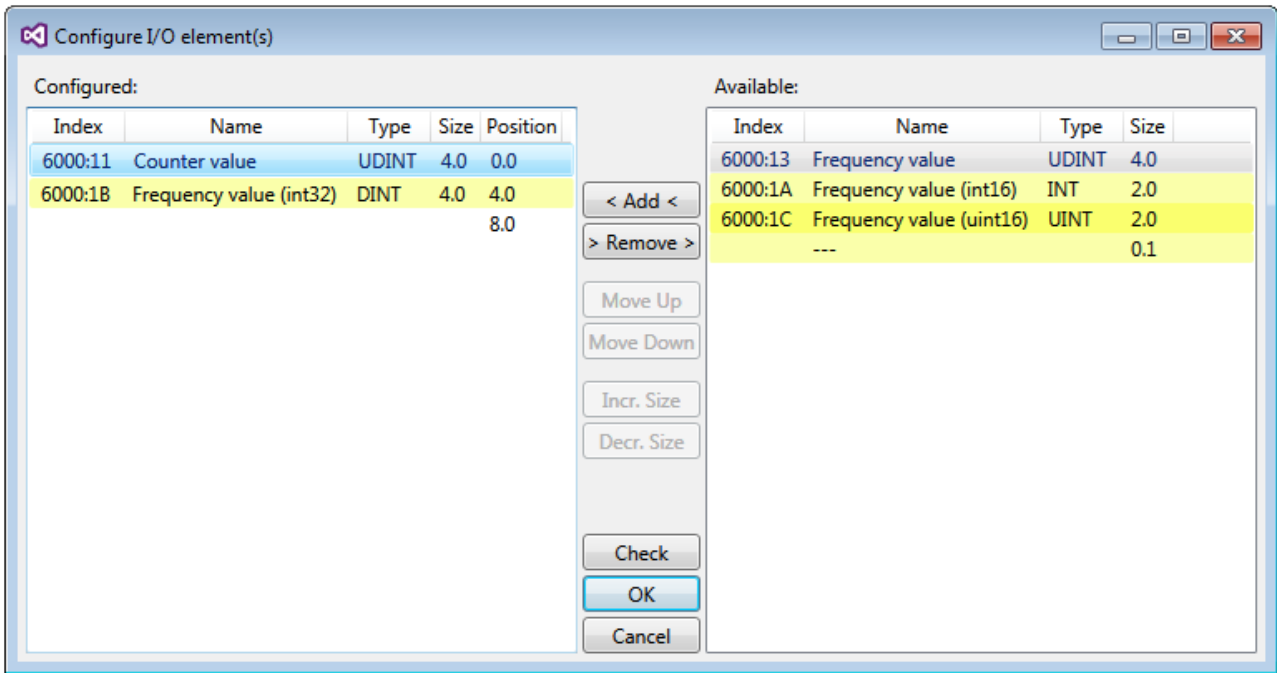 Configure I/O element(s)
Configured:
Index Name Type Size Position
6000:11 Counter value UDINT 4.0 0.0
6000:1B Frequency value (int32) DINT 4.0 4.0
8.0
< Add <
> Remove >
Move Up
Move Down
Incr. Size
Decr. Size
Check
OK
Cancel
Available:
Index Name Type Size
6000:13 Frequency value UDINT 4.0
6000:1A Frequency value (int16) INT 2.0
6000:1C Frequency value (uint16) UINT 2.0
--- 0.1